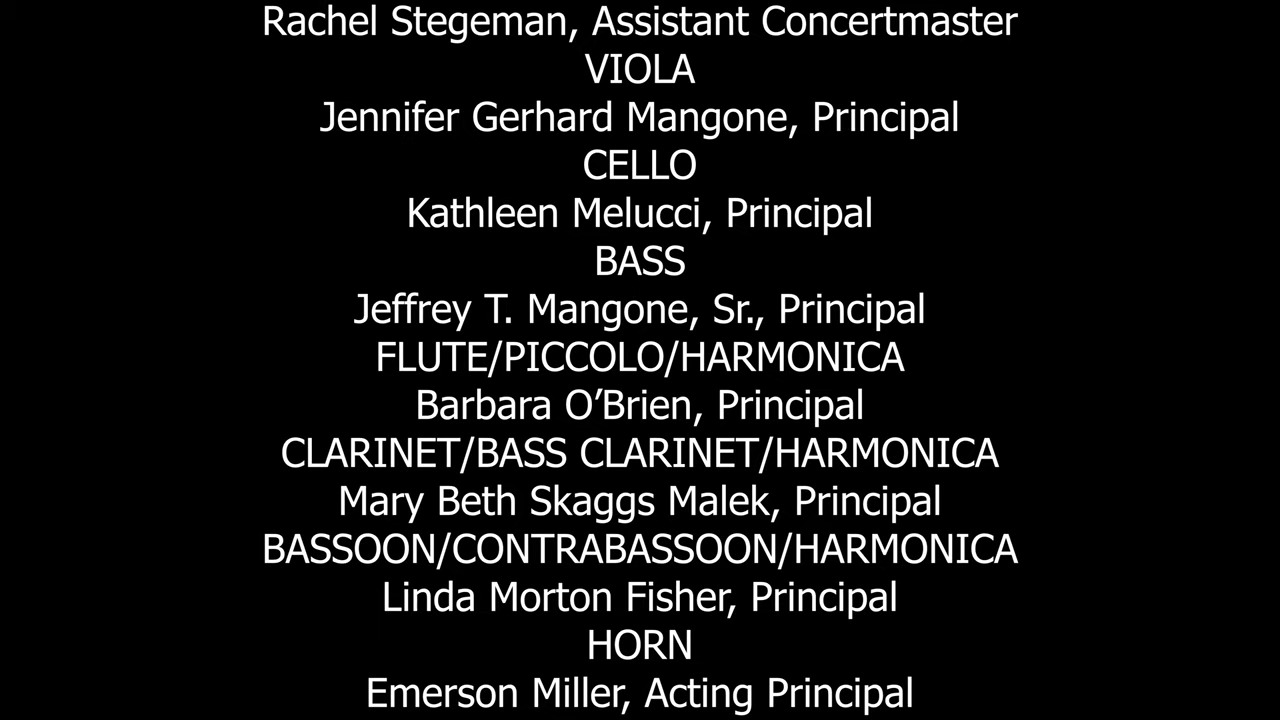 Rachel Stegeman, Assistant Concertmaster
VIOLA
Jennifer Gerhard Mangone, Principal
CELLO
Kathleen Melucci, Principal
BASS
Jeffrey T. Mangone, Sr., Principal
FLUTE/PICCOLO/HARMONICA
Barbara O’Brien, Principal
CLARINET/BASS CLARINET/HARMONICA
Mary Beth Skaggs Malek, Principal
BASSOON/CONTRABASSOON/HARMONICA
Linda Morton Fisher, Principal
HORN
Emerson Miller, Acting Principal